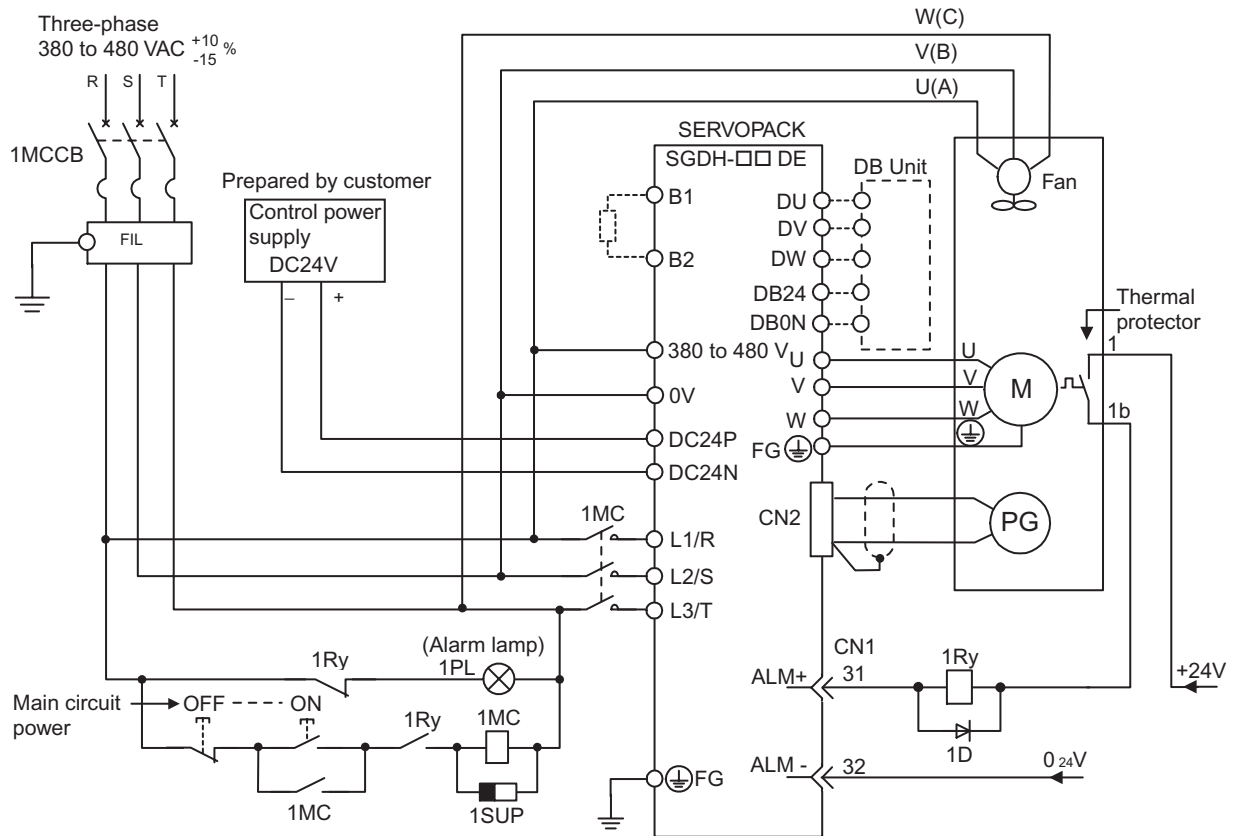 Three-phase
380 to 480 VAC +10 -15 %
R S T
1MCCB
FIL
Prepared by customer
Control power
supply
DC24V
– +
W(C)
V(B)
U(A)
SERVOPACK
SGDH-□□ DE
DB Unit
Fan
B1
B2
DU
DV
DW
DB24
DB0N
380 to 480 V
0V
DC24P
DC24N
U
V
W
FG
U
V
W
M
Thermal
protector
1
1b
CN2
PG
1MC
L1/R
L2/S
L3/T
(Alarm lamp)
1Ry
1PL
Main circuit
power
OFF
ON
1Ry
1MC
1MC
1SUP
FG
CN1
ALM+
31
1Ry
1D
+24V
ALM -
32
0 24V